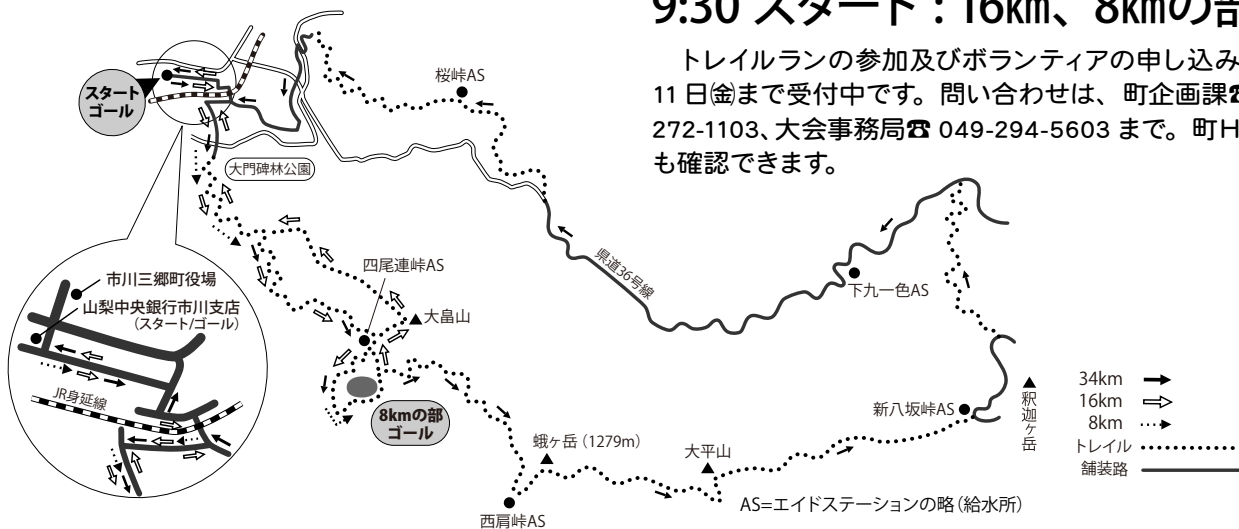 9:30 スタート：16㎞、8㎞の部
トレイルランの参加及びボランティアの申し込み
11日㈮まで受付中です。問い合わせは、町企画課☎
272-1103、大会事務局☎ 049-294-5603 まで。町H
も確認できます。
スタート
ゴール
桜峠AS
大門碑林公園
四尾連峠AS
大畠山
県道36号線
下九一色AS
市川三郷町役場
山梨中央銀行市川支店
(スタート/ゴール)
JR身延線
8kmの部
ゴール
蛾ヶ岳（1279m）
大平山
新八坂峠AS
釈迦ヶ岳
西肩峠AS
AS=エイドステーションの略（給水所）
34km
16km
8km
トレイル
舗装路